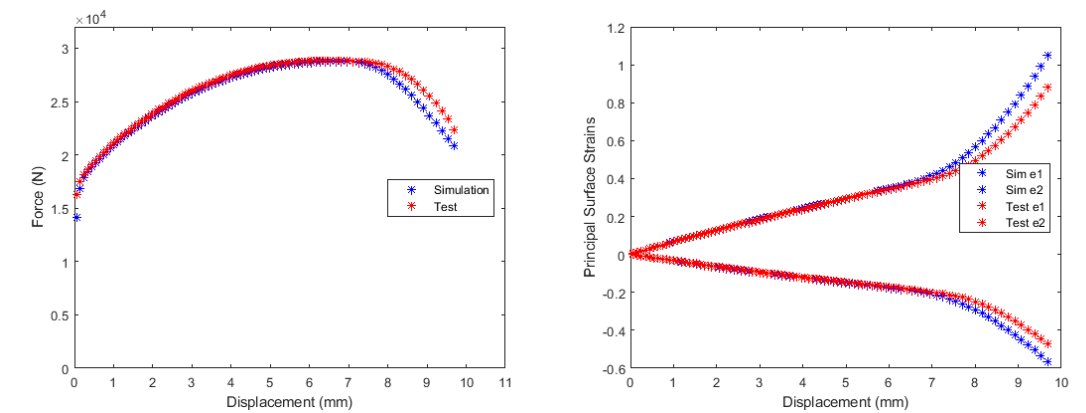 ×10⁴
3
2.5
2
1.5
1
0.5
0
0 1 2 3 4 5 6 7 8 9 10 11
Force (N)
Displacement (mm)
Simulation
Test
1.2
1
0.8
0.6
0.4
0.2
0
-0.2
-0.4
-0.6
0 1 2 3 4 5 6 7 8 9 10
Principal Surface Strains
Displacement (mm)
Sim e1
Sim e2
Test e1
Test e2